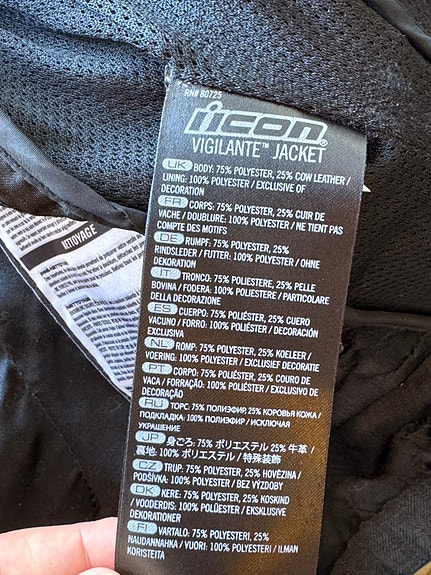 RN# 80725
iicon®
VIGILANTE™ JACKET
UK BODY: 75% POLYESTER, 25% COW LEATHER /
LINING: 100% POLYESTER / EXCLUSIVE OF
DECORATION
FR CORPS: 75% POLYESTER, 25% CUIR DE
VACHE / DOUBLURE: 100% POLYESTER / NE TIENT PAS
COMPTE DES MOTIFS
DE RUMPF: 75% POLYESTER, 25%
RINDSLEDER / FUTTER: 100% POLYESTER / OHNE
DEKORATION
IT TRONCO: 75% POLIESTERE, 25% PELLE
BOVINA / FODERA: 100% POLIESTERE / PARTICOLARE
DELLA DECORAZIONE
ES CUERPO: 75% POLIÉSTER, 25% CUERO
VACUNO / FORRO: 100% POLIÉSTER / DECORACIÓN
EXCLUSIVA
NL ROMP: 75% POLYESTER, 25% KOELEER /
VOERING: 100% POLYESTER / EXCLUSIEF DECORATIE
PT CORPO: 75% POLIÉSTER, 25% COURO DE
VACA / FORRAÇÃO: 100% POLIÉSTER / EXCLUSIVO DE
DECORAÇÃO
RU ТОРС: 75% ПОЛИЭФИР, 25% КОРОВЬЯ КОЖА /
ПОДКЛАДКА: 100% ПОЛИЭФИР / ИСКЛЮЧАЯ
УКРАШЕНИЕ
JP 身ごろ: 75% ポリエステル 25% 牛革 /
裏地: 100% ポリエステル / 特殊装飾
CZ TRUP: 75% POLYESTER, 25% HOVĚZINA /
PODŠÍVKA: 100% POLYESTER / BEZ VÝZDOBY
DK KERE: 75% POLYESTER, 25% KOSKIND
/ VOODERDIS: 100% POLÜESTER / EKSKLUSIVE
DEKORATIONER
FI VARTALO: 75% POLYESTERI, 25%
NAUDANNAHKA / VUORI: 100% POLYESTERI / ILMAN
KORISTEITA
NETTOYAGE